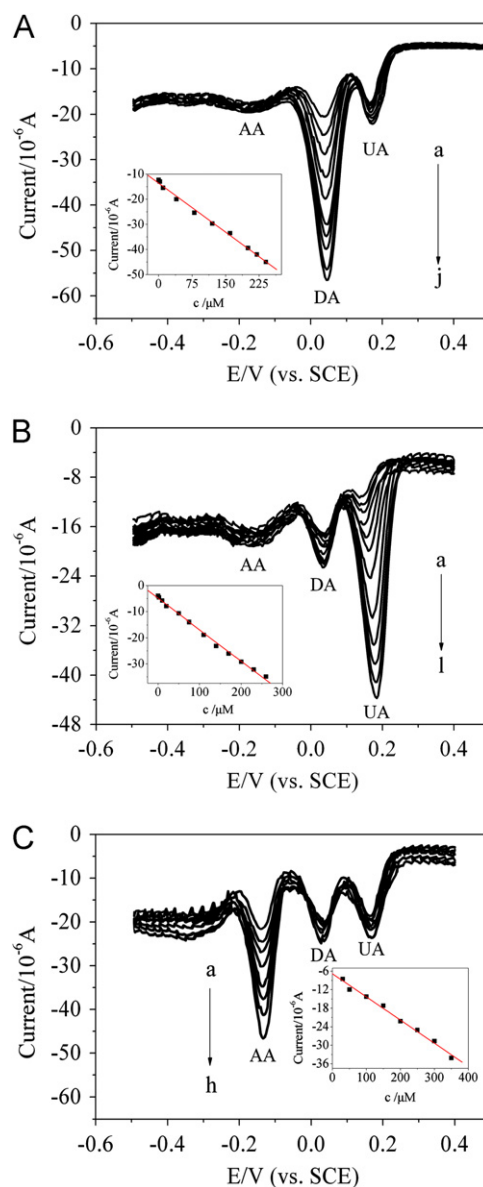 A
0
-10
-20
-30
-40
-50
-60
Current/10⁻⁶A
AA
DA
UA
a
j
-10
-20
-30
-40
-50
Current/10⁻⁶A
0 75 150 225
c /μM
-0.6 -0.4 -0.2 0.0 0.2 0.4
E/V (vs. SCE)
B
0
-8
-16
-24
-32
-40
-48
Current/10⁻⁶A
AA
DA
UA
a
l
0
-10
-20
-30
Current/10⁻⁶A
0 100 200 300
c /μM
-0.6 -0.4 -0.2 0.0 0.2 0.4
E/V (vs. SCE)
C
0
-10
-20
-30
-40
-50
-60
Current/10⁻⁶A
a
h
AA
DA
UA
-6
-12
-18
-24
-30
-36
Current/10⁻⁶A
0 100 200 300 400
c /μM
-0.6 -0.4 -0.2 0.0 0.2 0.4
E/V (vs. SCE)